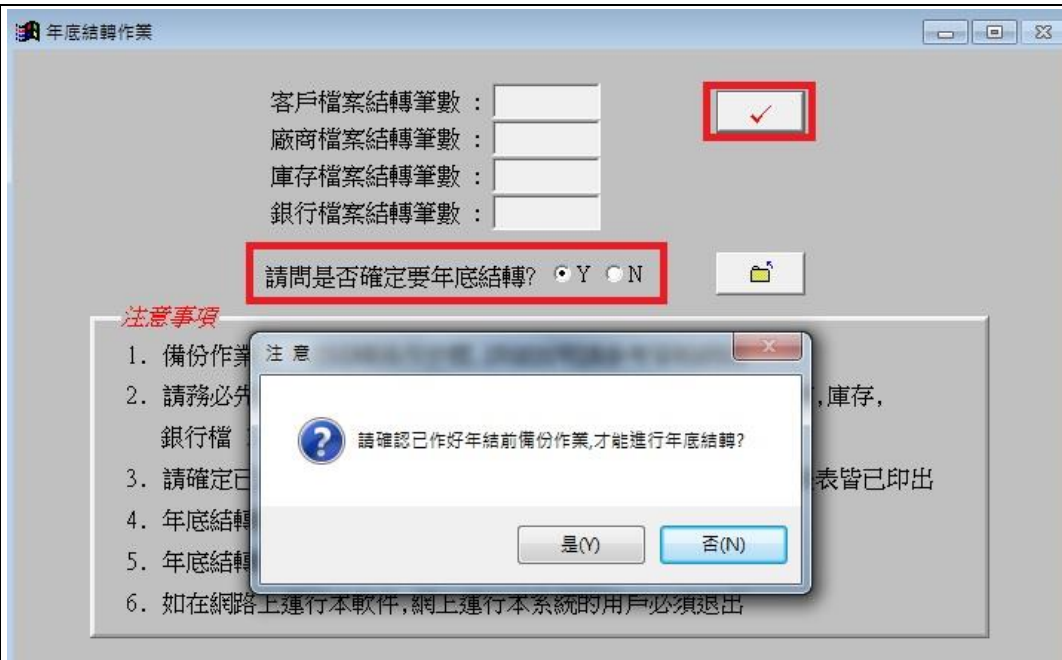 年底結轉作業
客戶檔案結轉筆數 :
廠商檔案結轉筆數 :
庫存檔案結轉筆數 :
銀行檔案結轉筆數 :
請問是否確定要年底結轉? Y N
注意事項
1. 備份作業
2. 請務必先 ,庫存,
銀行檔
3. 請確定已 表皆已印出
4. 年底結轉
5. 年底結轉
6. 如在網路上運行本軟件,網上運行本系統的用戶必須退出
注 意
請確認已作好年結前備份作業,才能進行年底結轉?
是(Y) 否(N)